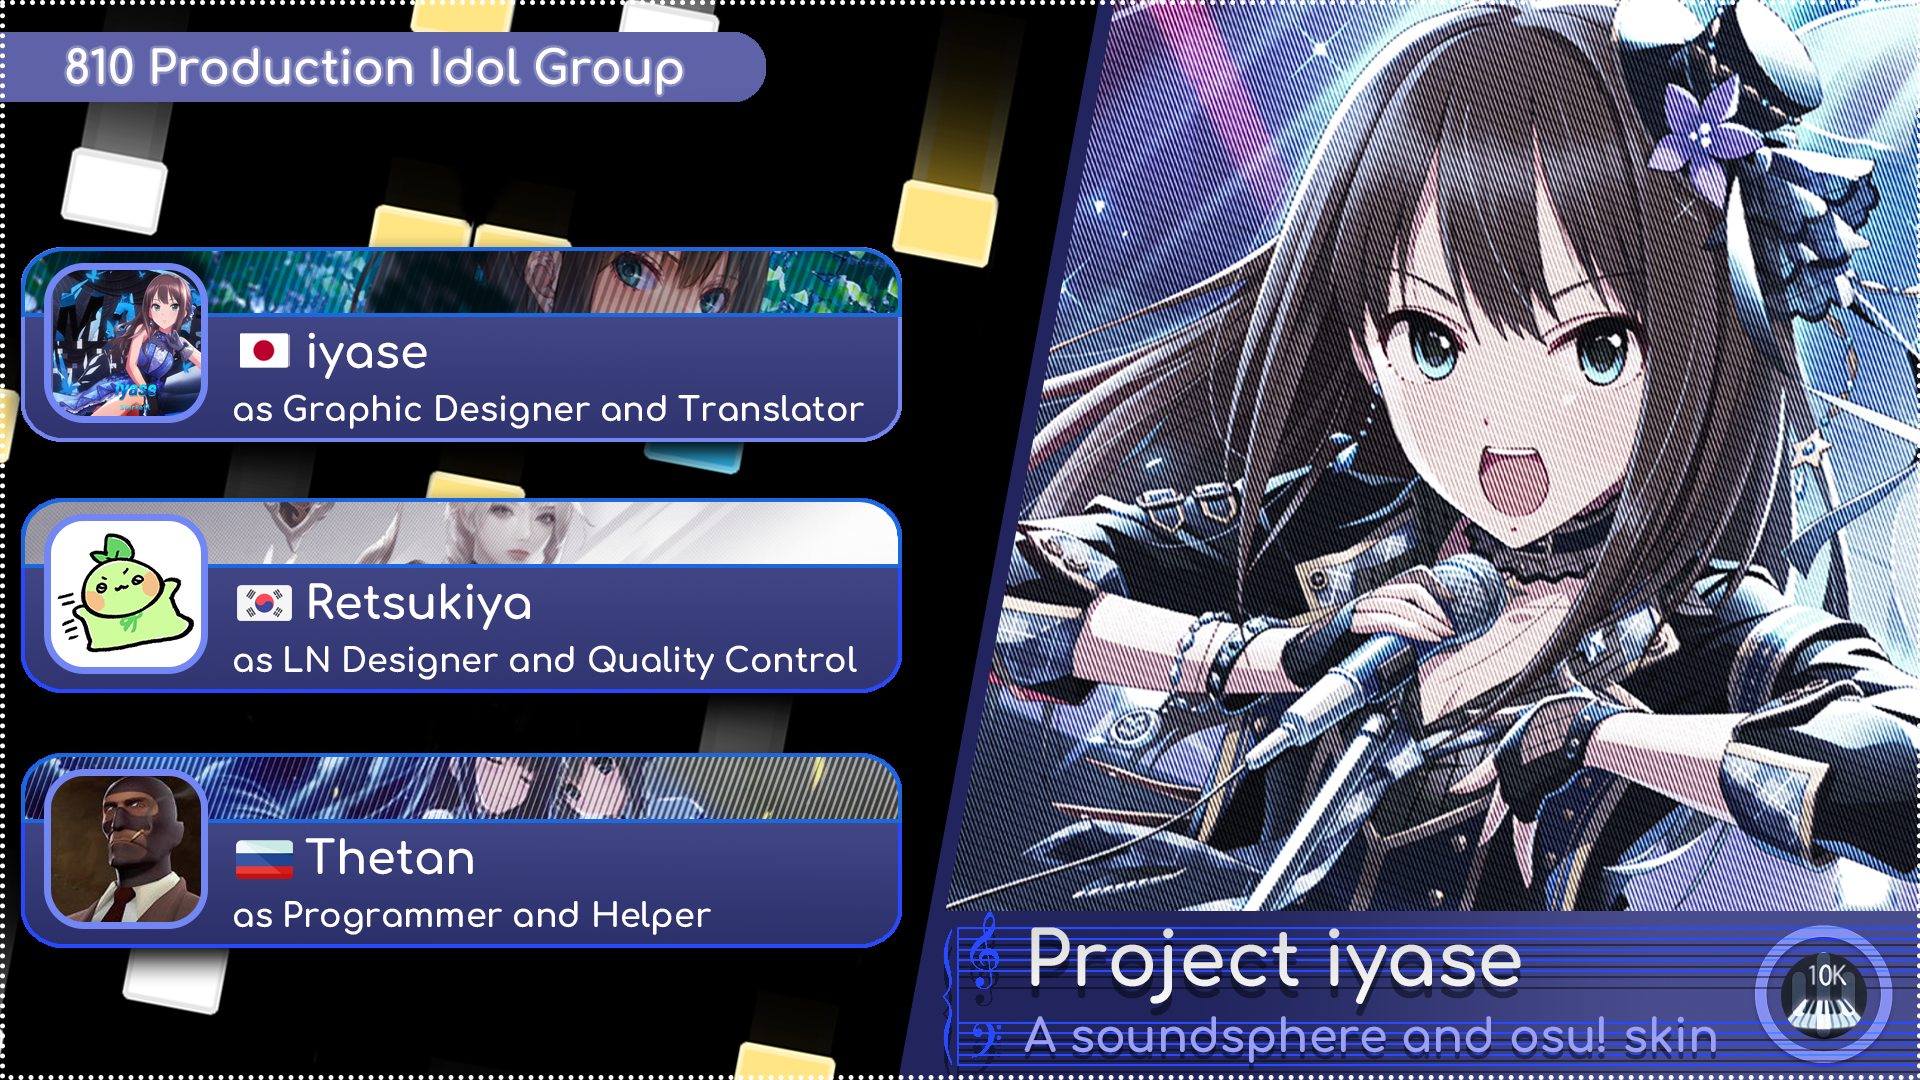 810 Production Idol Group
iyase
iyase
as Graphic Designer and Translator
Retsukiya
as LN Designer and Quality Control
Thetan
as Programmer and Helper
Project iyase
A soundsphere and osu! skin
10K